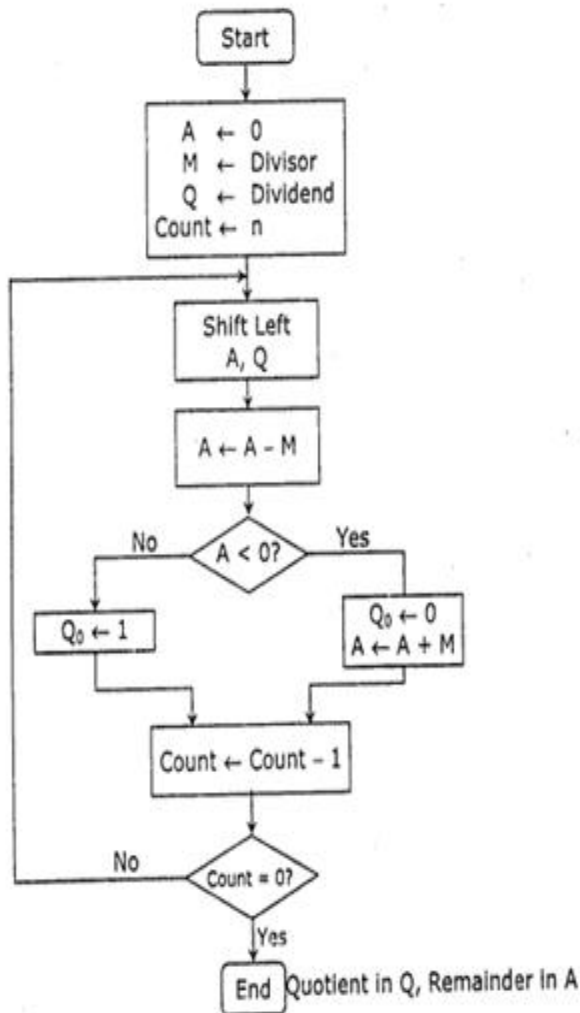 Start
A ← 0
M ← Divisor
Q ← Dividend
Count ← n
Shift Left
A, Q
A ← A – M
A < 0?
No
Yes
Q₀ ← 1
Q₀ ← 0
A ← A + M
Count ← Count – 1
Count = 0?
No
Yes
End Quotient in Q, Remainder in A